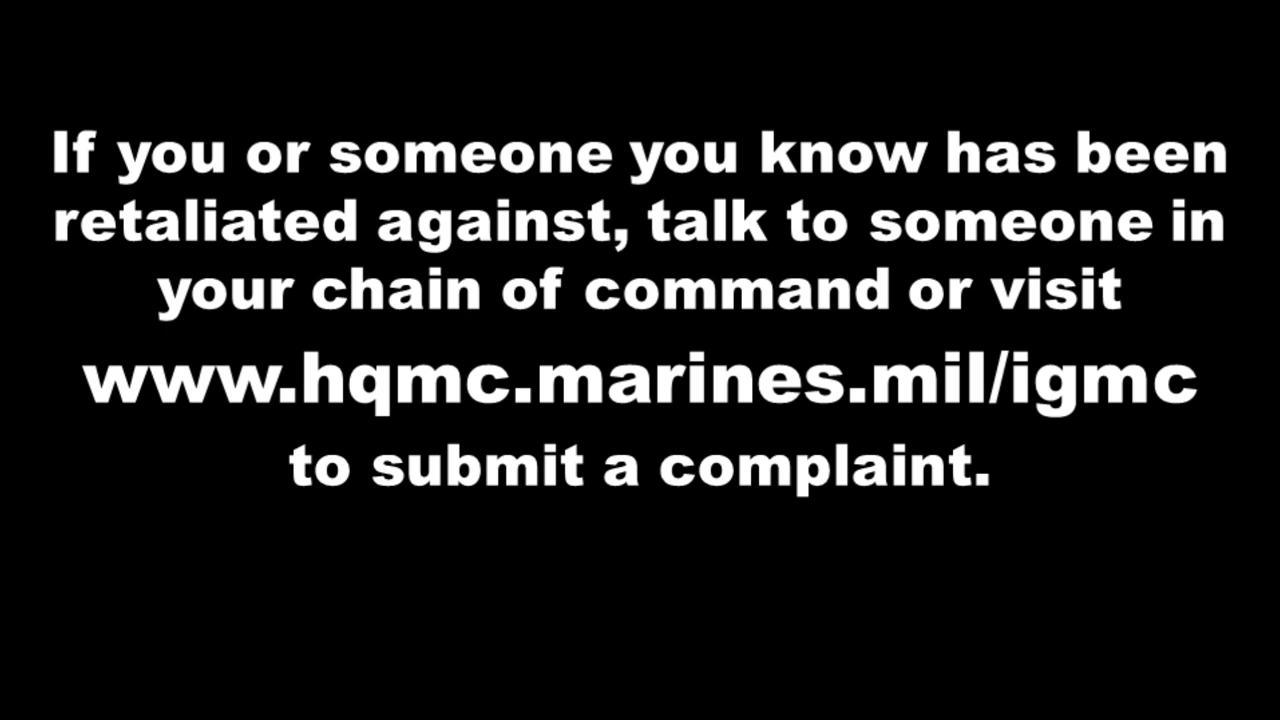 If you or someone you know has been
retaliated against, talk to someone in
your chain of command or visit
www.hqmc.marines.mil/igmc
to submit a complaint.